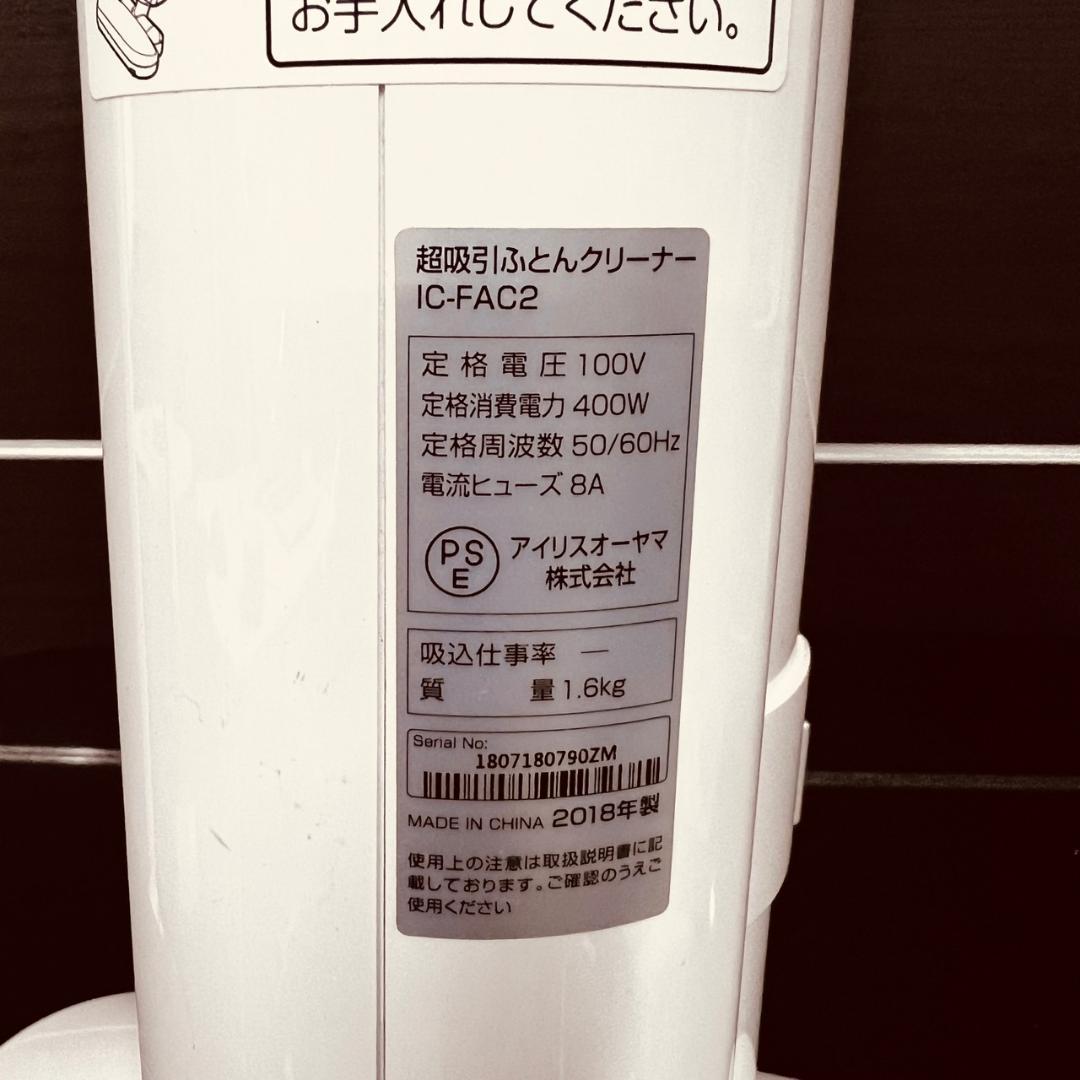 お手入れしてください。
超吸引ふとんクリーナー
IC-FAC2
定格電圧 100V
定格消費電力 400W
定格周波数 50/60Hz
電流ヒューズ 8A
PSE アイリスオーヤマ
株式会社
吸込仕事率 ―
質量 1.6kg
Serial No:
1807180790ZM
MADE IN CHINA 2018年製
使用上の注意は取扱説明書に記
載しております。ご確認のうえご
使用ください